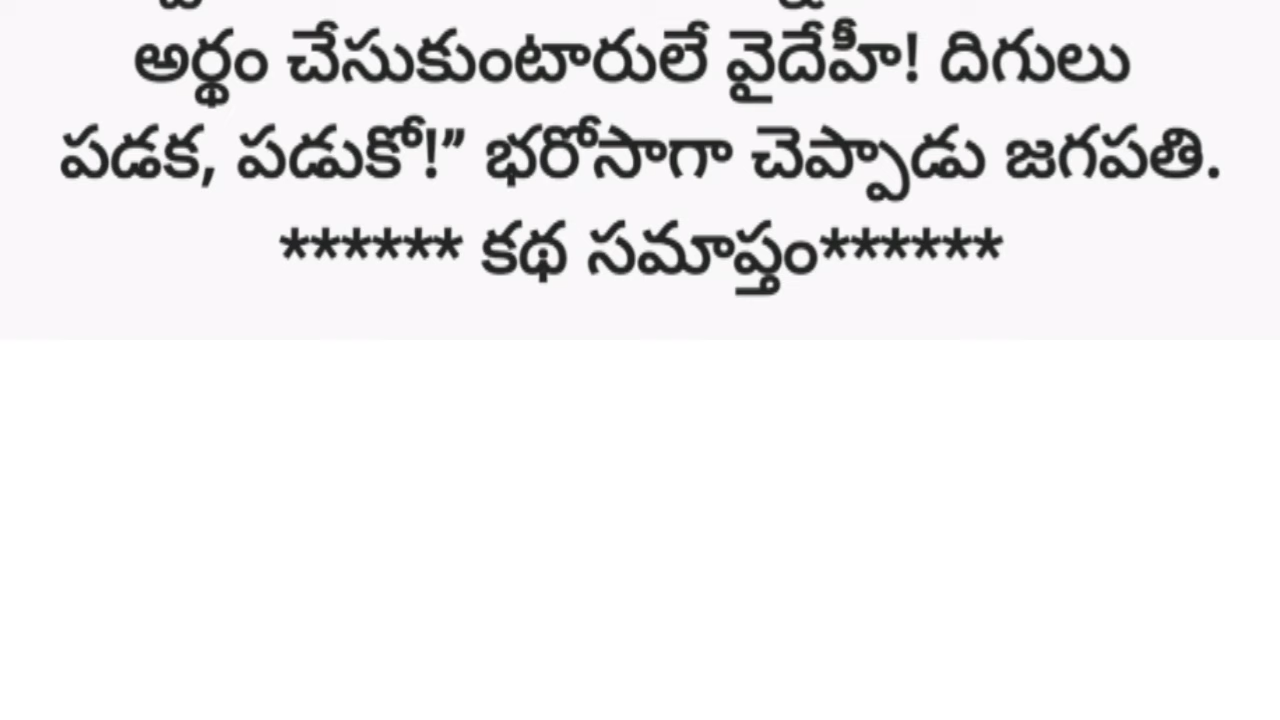 అర్థం చేసుకుంటారులే వైదేహీ! దిగులు
పడక, పడుకో!” భరోసాగా చెప్పాడు జగపతి.
****** కథ సమాప్తం******